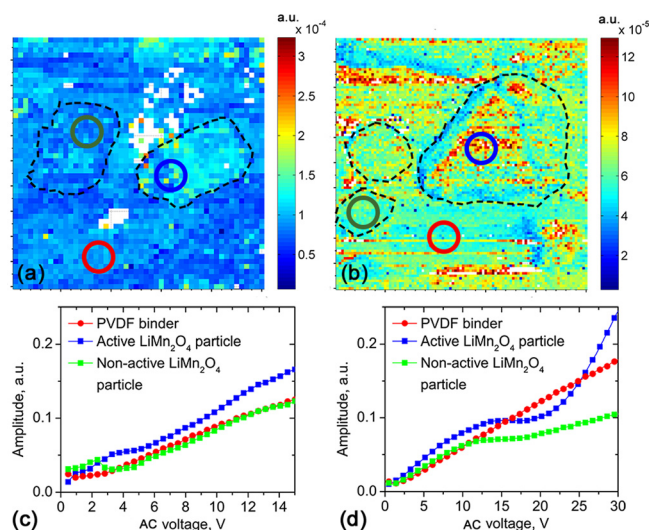 a.u.
x 10⁻⁴
3
2.5
2
1.5
1
0.5
(a)
a.u.
x 10⁻⁵
12
10
8
6
4
(b)
0.2
0.1
0.0
Amplitude, a.u.
PVDF binder
Active LiMn₂O₄ particle
Non-active LiMn₂O₄
particle
0 2 4 6 8 10 12 14
AC voltage, V
(c)
0.2
0.1
0.0
Amplitude, a.u.
PVDF binder
Active LiMn₂O₄ particle
Non-active LiMn₂O₄
particle
0 5 10 15 20 25 30
AC voltage, V
(d)